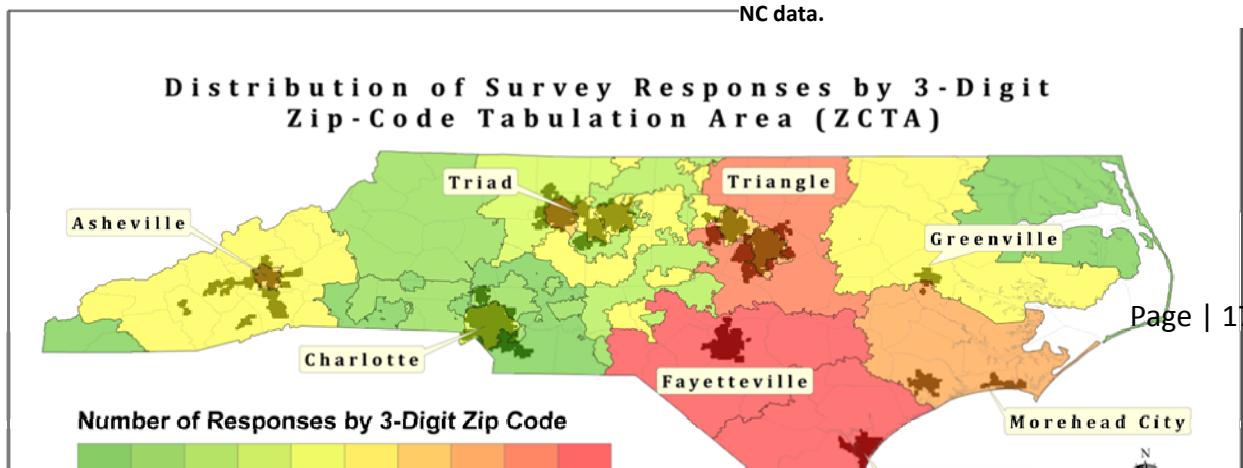 NC data.
Distribution of Survey Responses by 3-Digit
Zip-Code Tabulation Area (ZCTA)
Triad
Triangle
Asheville
Greenville
Page | 17
Charlotte
Fayetteville
Morehead City
Number of Responses by 3-Digit Zip Code
N